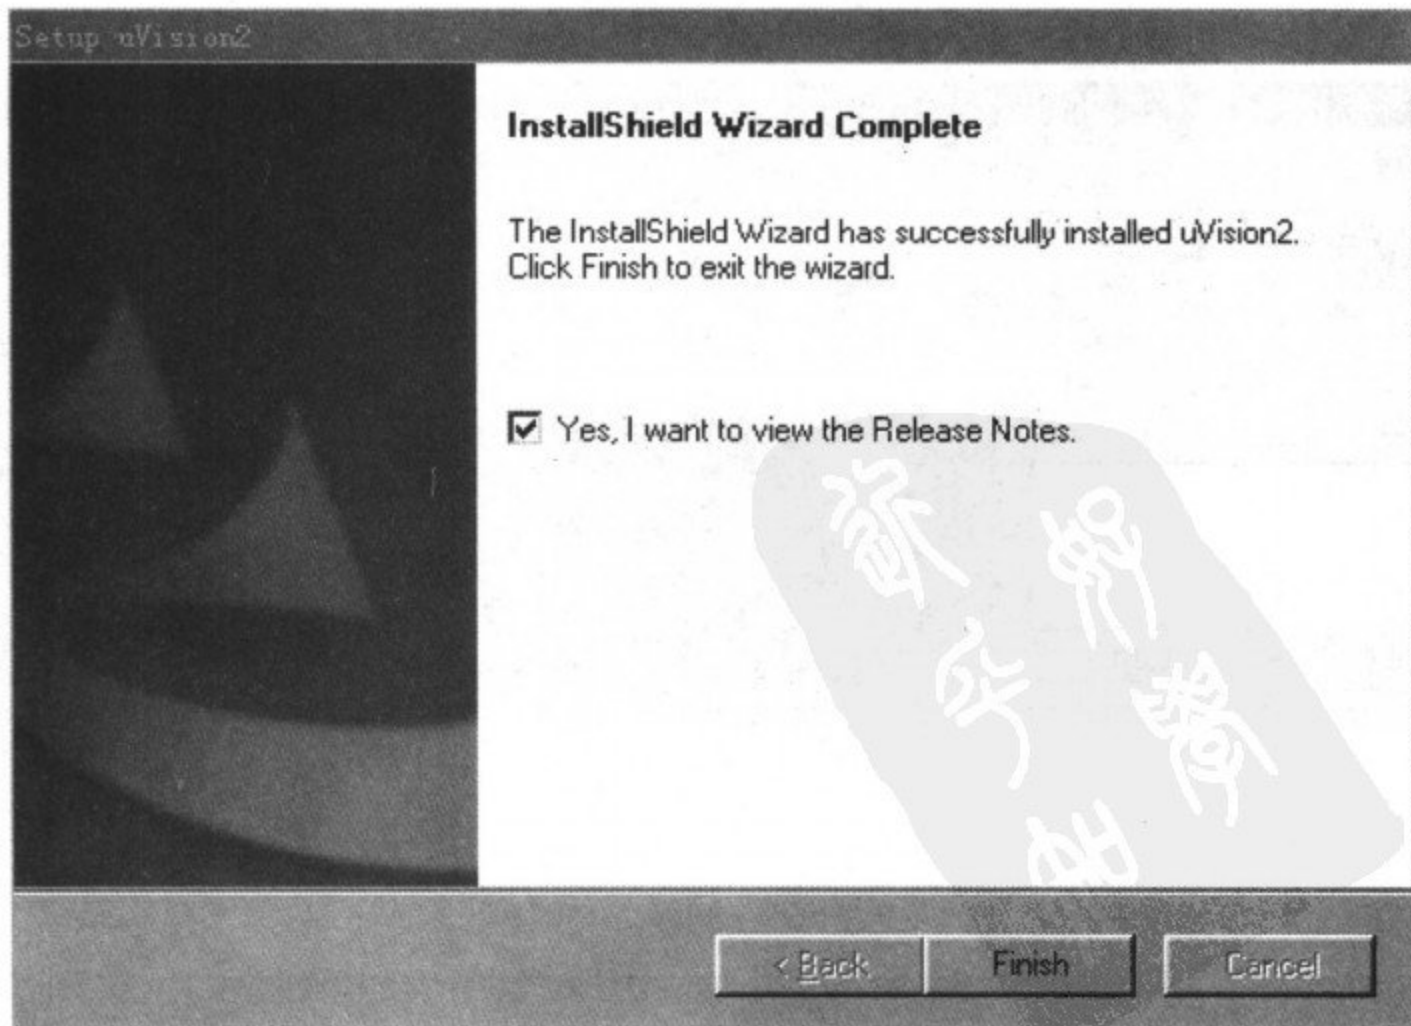 Setup uVision2
InstallShield Wizard Complete
The InstallShield Wizard has successfully installed uVision2.
Click Finish to exit the wizard.
Yes, I want to view the Release Notes.
< Back
Finish
Cancel